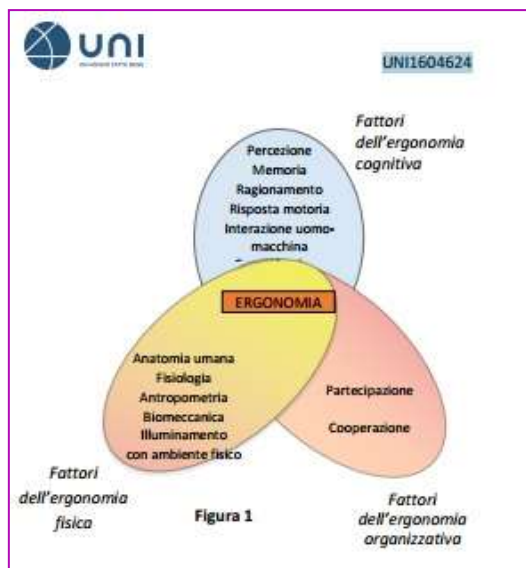 UNI
UNI1604624
Fattori
dell'ergonomia
cognitiva
Percezione
Memoria
Ragionamento
Risposta motoria
Interazione uomo-
macchina
ERGONOMIA
Anatomia umana
Fisiologia
Antropometria
Biomeccanica
Illuminamento
con ambiente fisico
Partecipazione
Cooperazione
Fattori
dell'ergonomia
fisica
Figura 1
Fattori
dell'ergonomia
organizzativa